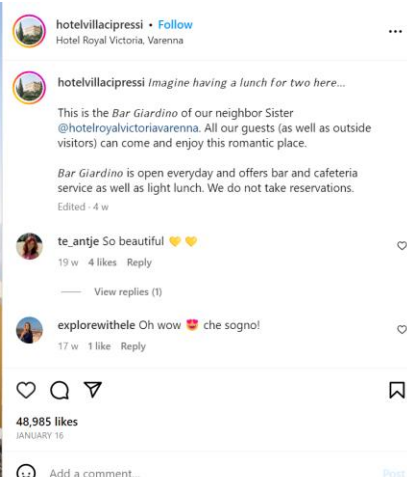 hotelvillacipressi • Follow
Hotel Royal Victoria, Varenna
hotelvillacipressi Imagine having a lunch for two here...
This is the Bar Giardino of our neighbor Sister
@hotelroyalvictoriavarenna. All our guests (as well as outside
visitors) can come and enjoy this romantic place.
Bar Giardino is open everyday and offers bar and cafeteria
service as well as light lunch. We do not take reservations.
Edited · 4 w
te_antje So beautiful 💛 💛
19 w 4 likes Reply
View replies (1)
explorewithele Oh wow 😍 che sogno!
17 w 1 like Reply
48,985 likes
JANUARY 16
Add a comment...
Post